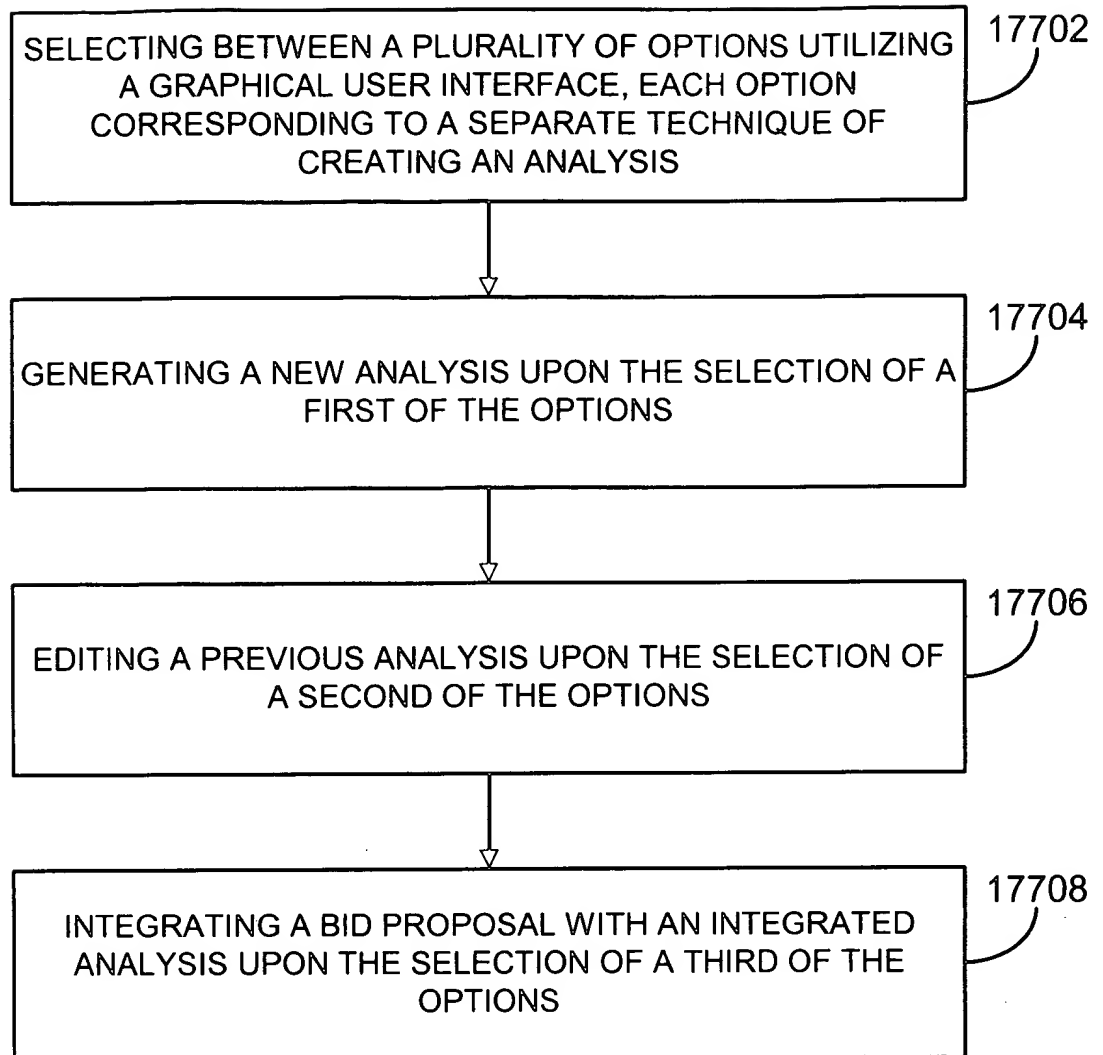 17702
SELECTING BETWEEN A PLURALITY OF OPTIONS UTILIZING
A GRAPHICAL USER INTERFACE, EACH OPTION
CORRESPONDING TO A SEPARATE TECHNIQUE OF
CREATING AN ANALYSIS
17704
GENERATING A NEW ANALYSIS UPON THE SELECTION OF A
FIRST OF THE OPTIONS
17706
EDITING A PREVIOUS ANALYSIS UPON THE SELECTION OF
A SECOND OF THE OPTIONS
17708
INTEGRATING A BID PROPOSAL WITH AN INTEGRATED
ANALYSIS UPON THE SELECTION OF A THIRD OF THE
OPTIONS